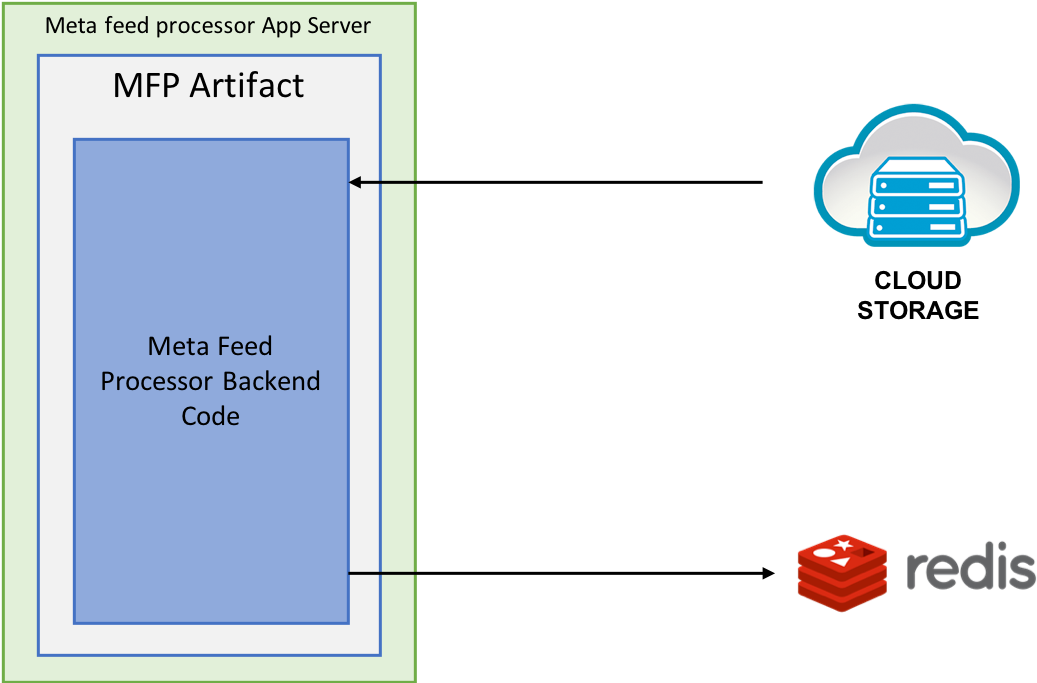 Meta feed processor App Server
MFP Artifact
Meta Feed
Processor Backend
Code
CLOUD
STORAGE
redis